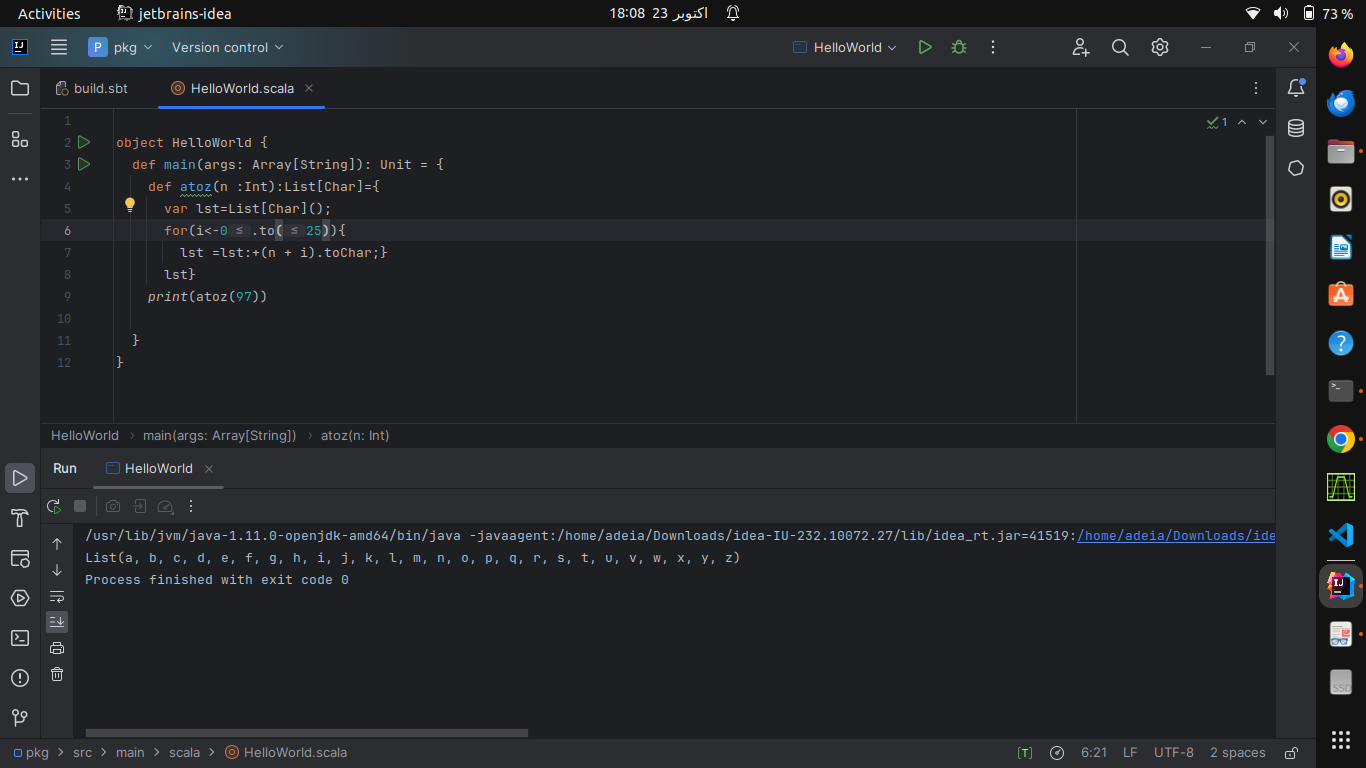 Activities
jetbrains-idea
18:08 23 اكتوبر
73 %
P pkg
Version control
HelloWorld
build.sbt
HelloWorld.scala
1
1
2 object HelloWorld {
3 def main(args: Array[String]): Unit = {
4 def atoz(n :Int):List[Char]={
5 var lst=List[Char]();
6 for(i<-0 ≤ .to( ≤ 25)){
7 lst =lst:+(n + i).toChar;}
8 lst}
9 print(atoz(97))
10
11 }
12 }
HelloWorld › main(args: Array[String]) › atoz(n: Int)
Run
HelloWorld
/usr/lib/jvm/java-1.11.0-openjdk-amd64/bin/java -javaagent:/home/adeia/Downloads/idea-IU-232.10072.27/lib/idea_rt.jar=41519:/home/adeia/Downloads/ide
List(a, b, c, d, e, f, g, h, i, j, k, l, m, n, o, p, q, r, s, t, u, v, w, x, y, z)
Process finished with exit code 0
pkg > src > main > scala > HelloWorld.scala
[T]
6:21
LF
UTF-8
2 spaces
SSD